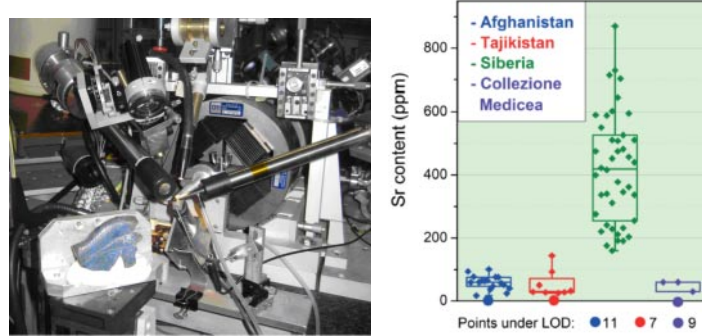 - Afghanistan
- Tajikistan
- Siberia
- Collezione
Medicea
Sr content (ppm)
800
600
400
200
0
Points under LOD: 11 7 9